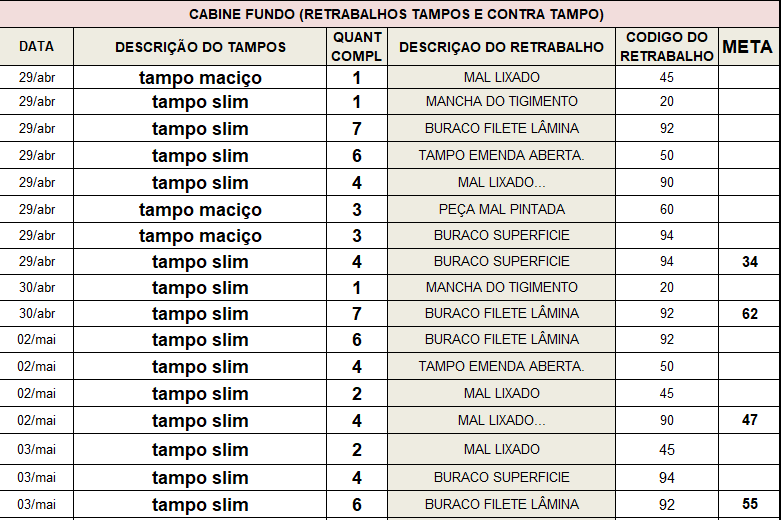 CABINE FUNDO (RETRABALHOS TAMPOS E CONTRA TAMPO)
DATA DESCRIÇÃO DO TAMPOS QUANT COMPL DESCRIÇAO DO RETRABALHO CODIGO DO RETRABALHO META
29/abr tampo maciço 1 MAL LIXADO 45
29/abr tampo slim 1 MANCHA DO TIGIMENTO 20
29/abr tampo slim 7 BURACO FILETE LÂMINA 92
29/abr tampo slim 6 TAMPO EMENDA ABERTA. 50
29/abr tampo slim 4 MAL LIXADO... 90
29/abr tampo maciço 3 PEÇA MAL PINTADA 60
29/abr tampo maciço 3 BURACO SUPERFICIE 94
29/abr tampo slim 4 BURACO SUPERFICIE 94 34
30/abr tampo slim 1 MANCHA DO TIGIMENTO 20
30/abr tampo slim 7 BURACO FILETE LÂMINA 92 62
02/mai tampo slim 6 BURACO FILETE LÂMINA 92
02/mai tampo slim 4 TAMPO EMENDA ABERTA. 50
02/mai tampo slim 2 MAL LIXADO 45
02/mai tampo slim 4 MAL LIXADO... 90 47
03/mai tampo slim 2 MAL LIXADO 45
03/mai tampo slim 4 BURACO SUPERFICIE 94
03/mai tampo slim 6 BURACO FILETE LÂMINA 92 55